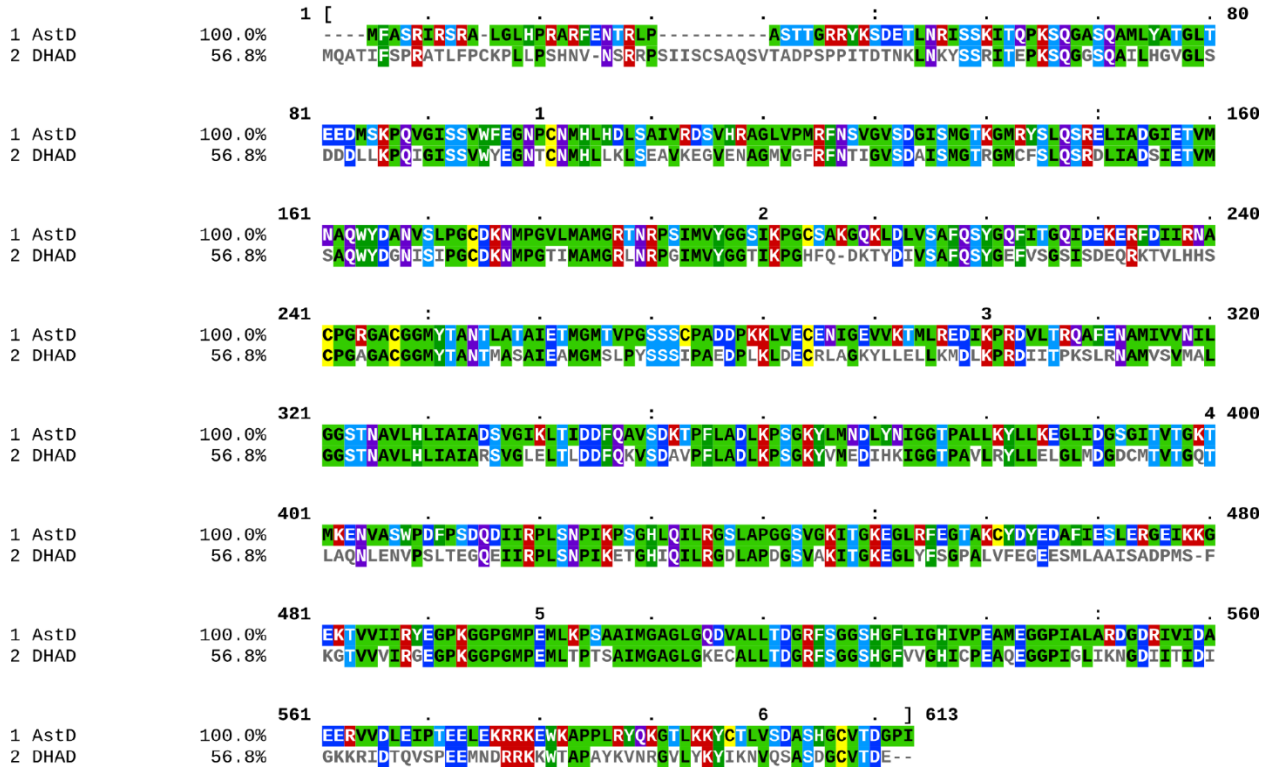 1 [ . . . . : . . . 80
1 AstD 100.0% ----MFASRIRSRA-LGLHPRARFENTRLP----------ASTTGRRYKSDETLNRISSKITQPKSQGASQAMLYATGLT
2 DHAD 56.8% MQATIFSPRATLFPCKPLLPSHNV-NSRRPSIISCSAQSVTADPSPPITDTNKLNKYSSRITEPKSQGGSQAILHGVGLS
81 . 1 . . . : . 160
1 AstD 100.0% EEDMSKPQVGISSVWFEGNPCNMHLHDLSAIVRDSVHRAGLVPMRFNSVGVSDGISMGTKGMRYSLQSRELIADGIETVM
2 DHAD 56.8% DDDLLKPQIGISSVWYEGNTCNMHLLKLSEAVKEGVENAGMVGFRFNTIGVSDAISMGTRGMCFSLQSRDLIADSIETVM
161 . . . 2 . . . 240
1 AstD 100.0% NAQWYDANVSLPGCDKNMPGVLMAMGRTNRPSIMVYGGSIKPGCSAKGQKLDLVSAFQSYGQFITGQIDEKERFDIIRNA
2 DHAD 56.8% SAQWYDGNISIPGCDKNMPGTIMAMGRLNRPGIMVYGGTIKPGHFQ-DKTYDIVSAFQSYGEFVSGSISDEQRKTVLHHS
241 : . . . . 3 . 320
1 AstD 100.0% CPGRGACGGMYTANTLATAIETMGMTVPGSSSCPADDPKKLVECENIGEVVKTMLREDIKPRDVLTRQAFENAMIVVNIL
2 DHAD 56.8% CPGAGACGGMYTANTMASAIEAMGMSLPYSSSIPAEDPLKLDECRLAGKYLLELLKMDLKPRDIITPKSLRNAMVSVMAL
321 . . : . . . 4 400
1 AstD 100.0% GGSTNAVLHLIAIADSVGIKLTIDDFQAVSDKTPFLADLKPSGKYLMNDLYNIGGTPALLKYLLKEGLIDGSGITVTGKT
2 DHAD 56.8% GGSTNAVLHLIAIARSVGLELTLDDFQKVSDAVPFLADLKPSGKYVMEDIHKIGGTPAVLRYLLELGLMDGDCMTVTGQT
401 . . . . : . . 480
1 AstD 100.0% MKENVASWPDFPSDQDIIRPLSNPIKPSGHLQILRGSLAPGGSVGKITGKEGLRFEGTAKCYDYEDAFIESLERGEIKKG
2 DHAD 56.8% LAQNLENVPSLTEGQEIIRPLSNPIKETGHIQILRGDLAPDGSVAKITGKEGLYFSGPALVFEGEESMLAAISADPMS-F
481 . 5 . . . : . 560
1 AstD 100.0% EKTVVIIRYEGPKGGPGMPEMLKPSAAIMGAGLGQDVALLTDGRFSGGSHGFLIGHIVPEAMEGGPIALARDGDRIVIDA
2 DHAD 56.8% KGTVVVIRGEGPKGGPGMPEMLTPTSAIMGAGLGKECALLTDGRFSGGSHGFVVGHICPEAQEGGPIGLIKNGDIITIDI
561 . . . 6 . ] 613
1 AstD 100.0% EERVVDLEIPTEELEKRRKEWKAPPLRYQKGTLKKYCTLVSDASHGCVTDGPI
2 DHAD 56.8% GKKRIDTQVSPEEMNDRRKKWTAPAYKVNRGVLYKYIKNVQSASDGCVTDE--